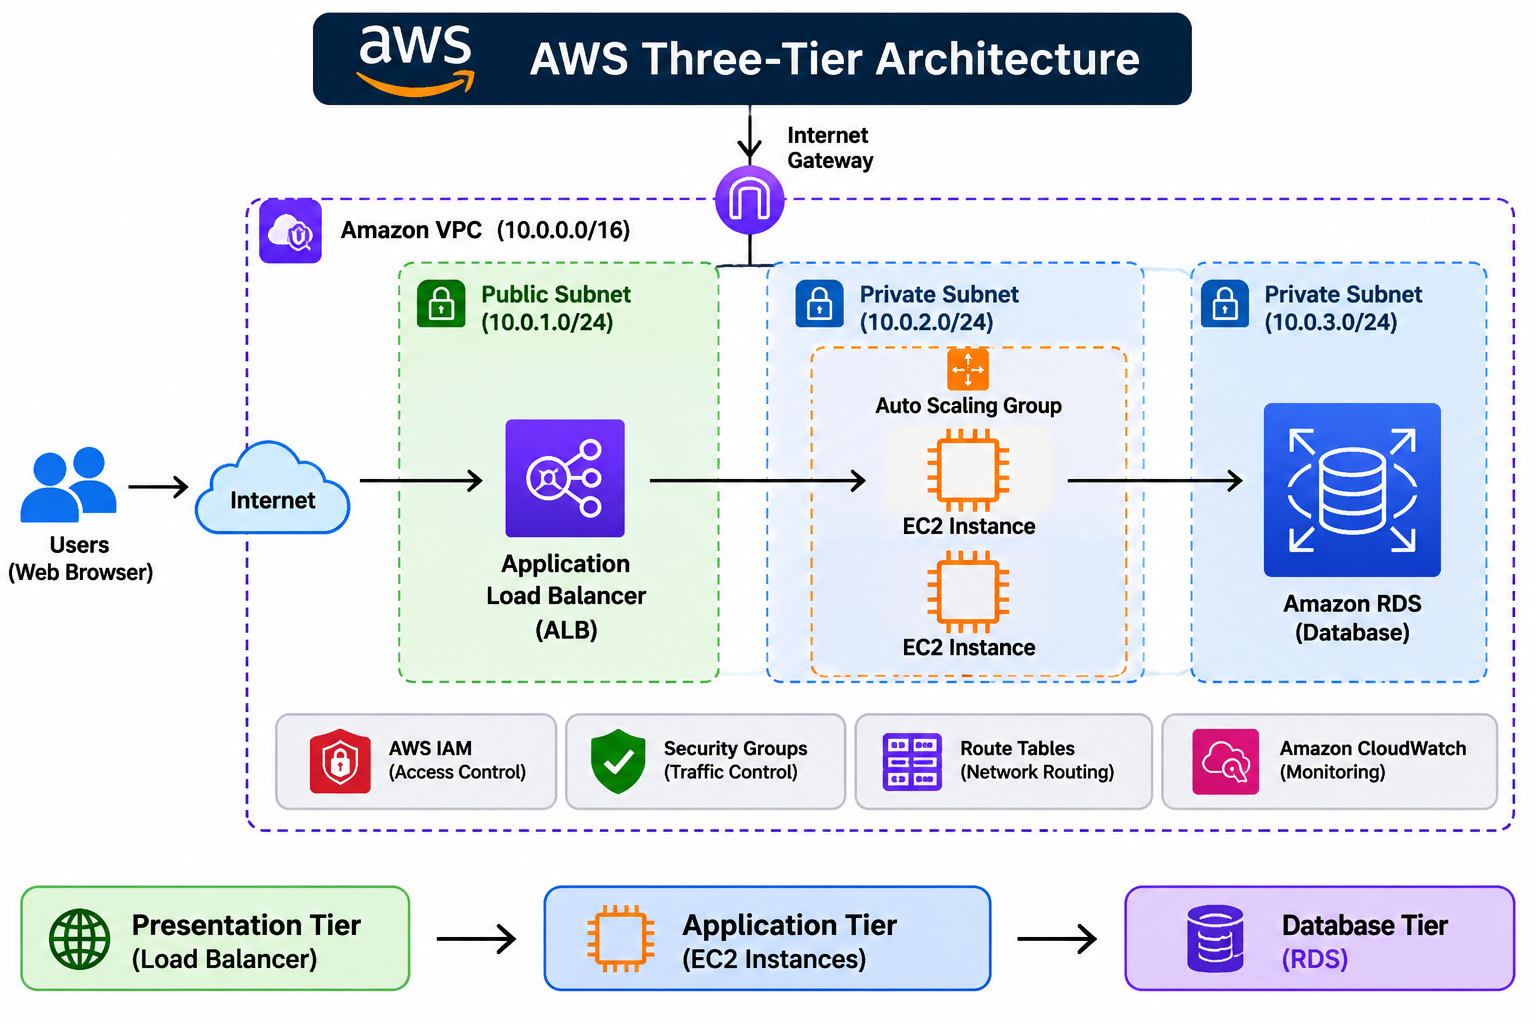 aws
AWS Three-Tier Architecture
Internet
Gateway
Amazon VPC (10.0.0.0/16)
Public Subnet
(10.0.1.0/24)
Private Subnet
(10.0.2.0/24)
Private Subnet
(10.0.3.0/24)
Auto Scaling Group
EC2 Instance
EC2 Instance
Internet
Users
(Web Browser)
Application
Load Balancer
(ALB)
Amazon RDS
(Database)
AWS IAM
(Access Control)
Security Groups
(Traffic Control)
Route Tables
(Network Routing)
Amazon CloudWatch
(Monitoring)
Presentation Tier
(Load Balancer)
Application Tier
(EC2 Instances)
Database Tier
(RDS)